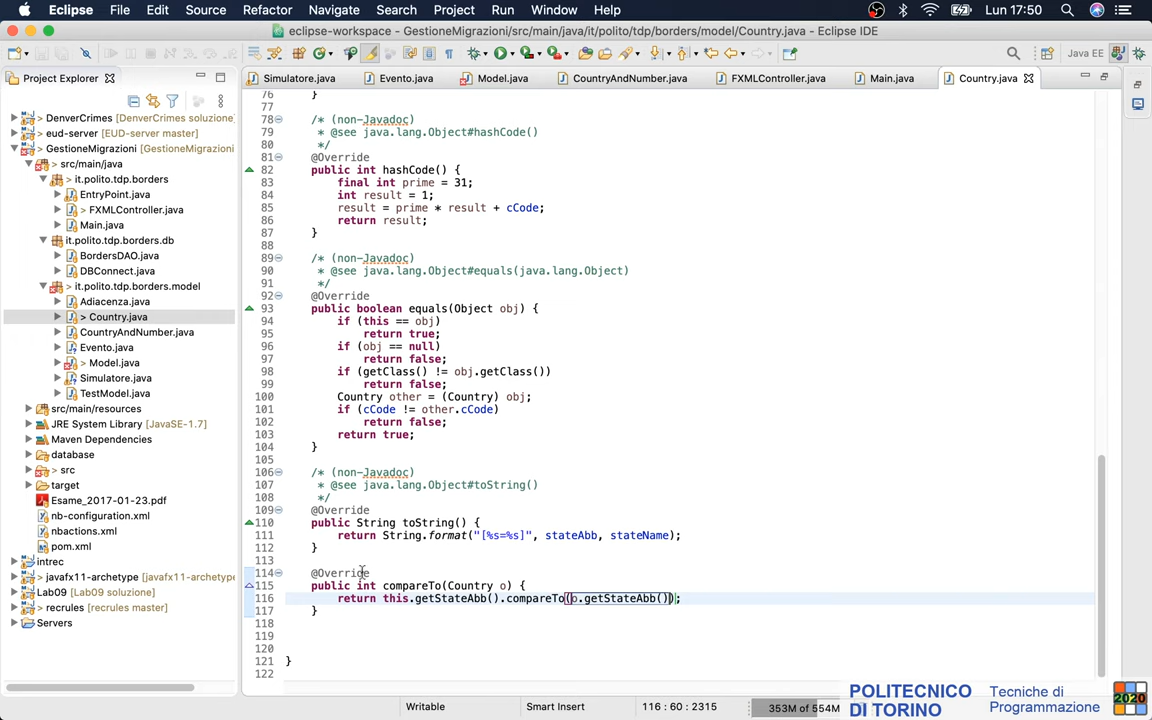 Eclipse File Edit Source Refactor Navigate Search Project Run Window Help Lun 17:50
eclipse-workspace - GestioneMigrazioni/src/main/java/it/polito/tdp/borders/model/Country.java - Eclipse IDE
Java EE
Project Explorer
Simulatore.java Evento.java Model.java CountryAndNumber.java FXMLController.java Main.java Country.java
DenverCrimes [DenverCrimes soluzione
> eud-server [EUD-server master]
> GestioneMigrazioni [GestioneMigrazioni
> src/main/java
> it.polito.tdp.borders
EntryPoint.java
> FXMLController.java
Main.java
it.polito.tdp.borders.db
BordersDAO.java
DBConnect.java
> it.polito.tdp.borders.model
Adiacenza.java
> Country.java
CountryAndNumber.java
Evento.java
> Model.java
Simulatore.java
TestModel.java
src/main/resources
JRE System Library [JavaSE-1.7]
Maven Dependencies
database
> src
target
Esame_2017-01-23.pdf
nb-configuration.xml
nbactions.xml
pom.xml
intrec
> javafx11-archetype [javafx11-archetype
Lab09 [Lab09 soluzione]
> recrules [recrules master]
Servers
76 }
77
78 /* (non-Javadoc)
79 * @see java.lang.Object#hashCode()
80 */
81 @Override
82 public int hashCode() {
83 final int prime = 31;
84 int result = 1;
85 result = prime * result + cCode;
86 return result;
87 }
88
89 /* (non-Javadoc)
90 * @see java.lang.Object#equals(java.lang.Object)
91 */
92 @Override
93 public boolean equals(Object obj) {
94 if (this == obj)
95 return true;
96 if (obj == null)
97 return false;
98 if (getClass() != obj.getClass())
99 return false;
100 Country other = (Country) obj;
101 if (cCode != other.cCode)
102 return false;
103 return true;
104 }
105
106 /* (non-Javadoc)
107 * @see java.lang.Object#toString()
108 */
109 @Override
110 public String toString() {
111 return String.format("[%s=%s]", stateAbb, stateName);
112 }
113
114 @Override
115 public int compareTo(Country o) {
116 return this.getStateAbb().compareTo(o.getStateAbb());
117 }
118
119
120
121 }
122
Writable Smart Insert 116 : 60 : 2315 353M of 554M
POLITECNICO
DI TORINO
Tecniche di
Programmazione
2020